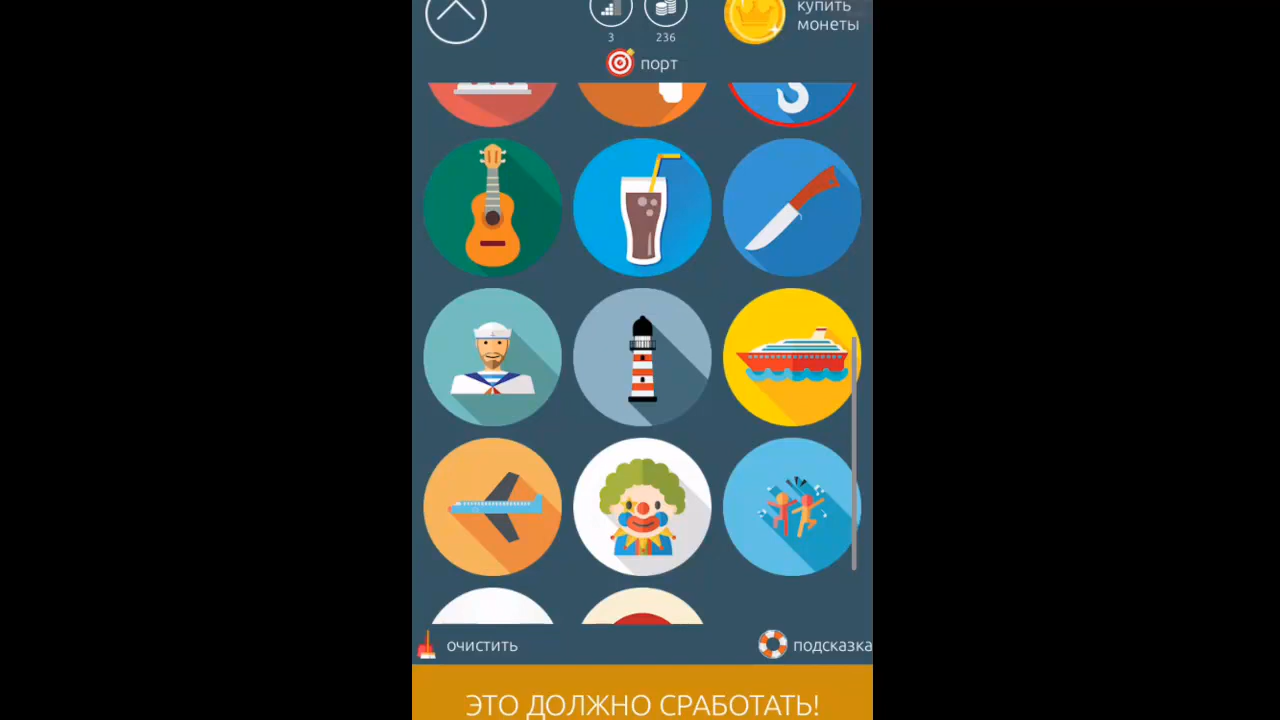 купить
монеты
3
236
порт
очистить
подсказка
ЭТО ДОЛЖНО СРАБОТАТЬ!